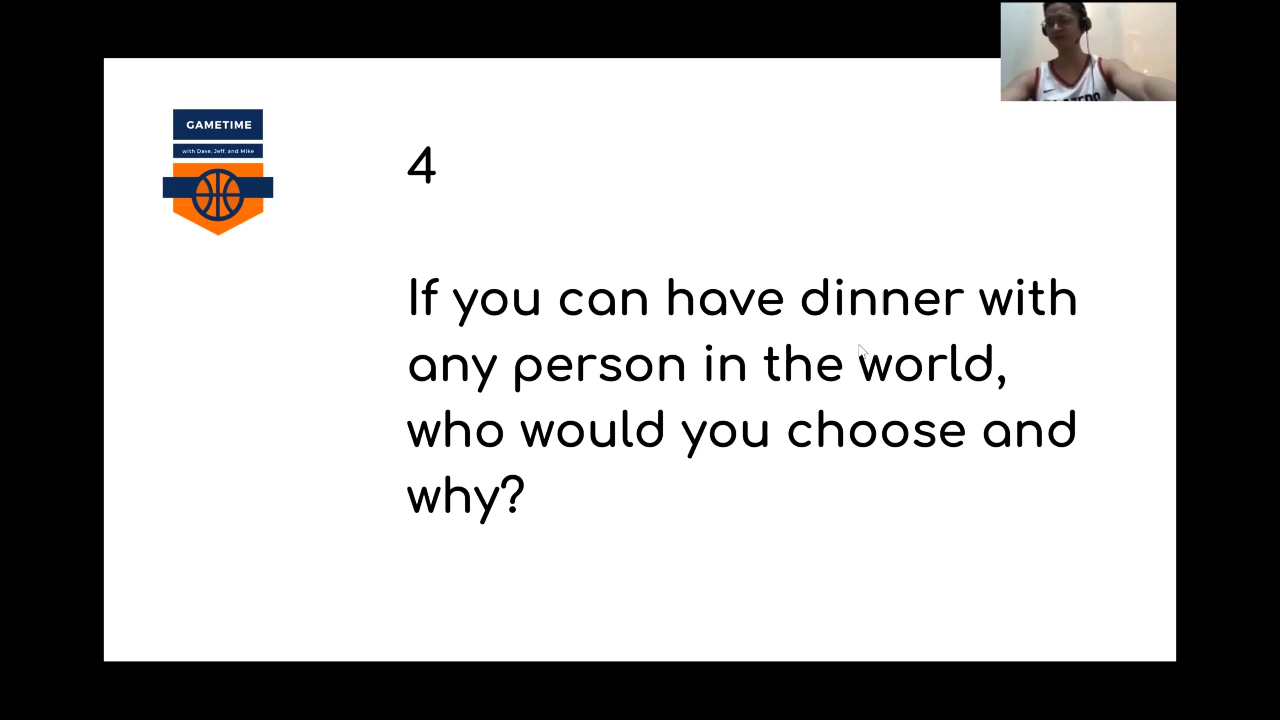 GAMETIME
with Dave, Jeff, and Mike
4
If you can have dinner with
any person in the world,
who would you choose and
why?